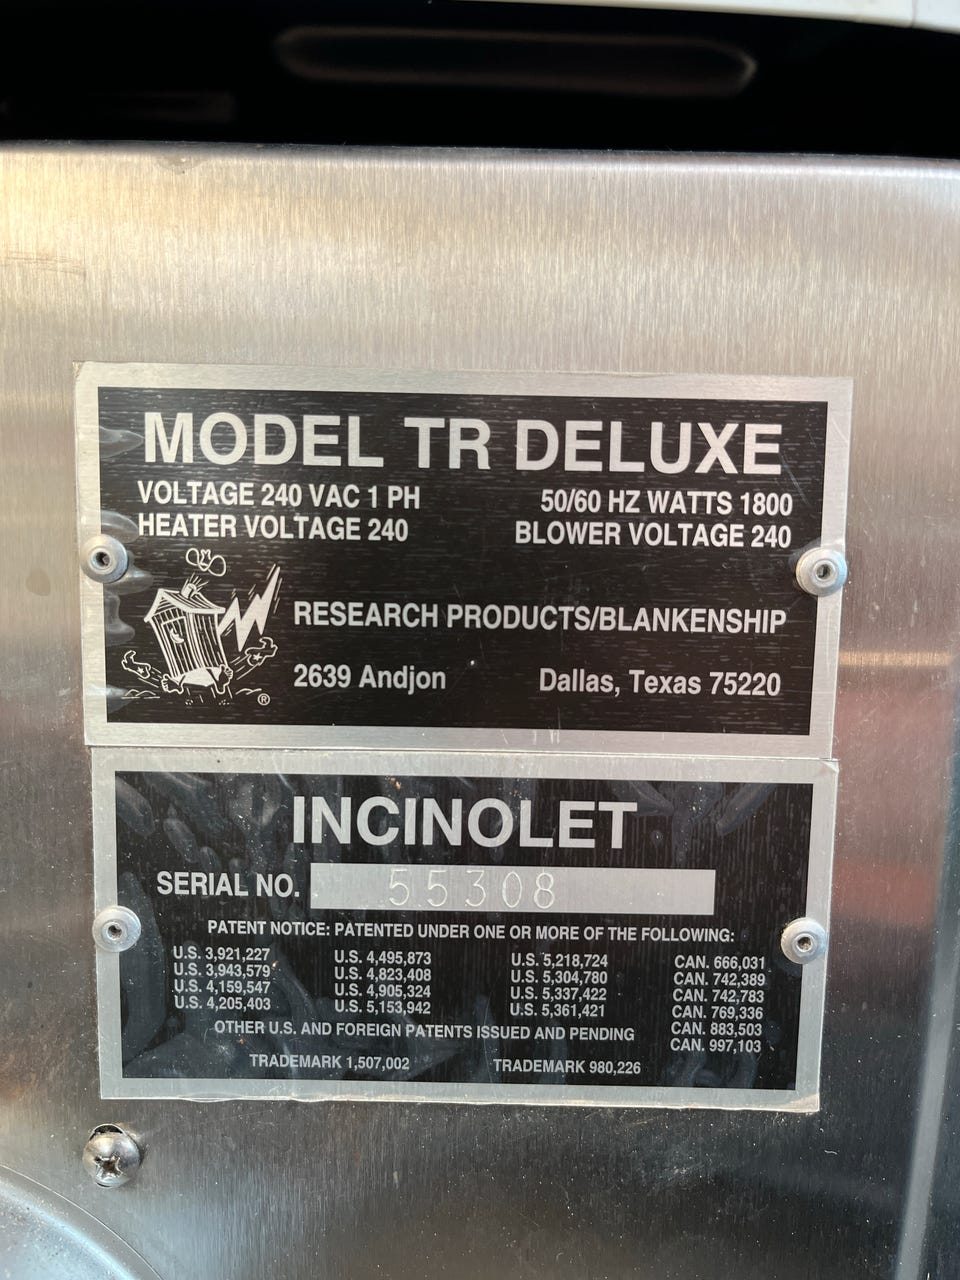 MODEL TR DELUXE
VOLTAGE 240 VAC 1 PH 50/60 HZ WATTS 1800
HEATER VOLTAGE 240 BLOWER VOLTAGE 240
RESEARCH PRODUCTS/BLANKENSHIP
2639 Andjon Dallas, Texas 75220
®
INCINOLET
SERIAL NO. 55308
PATENT NOTICE: PATENTED UNDER ONE OR MORE OF THE FOLLOWING:
U.S. 3,921,227 U.S. 4,495,873 U.S. 5,218,724 CAN. 666,031
U.S. 3,943,579 U.S. 4,823,408 U.S. 5,304,780 CAN. 742,389
U.S. 4,159,547 U.S. 4,905,324 U.S. 5,337,422 CAN. 742,783
U.S. 4,205,403 U.S. 5,153,942 U.S. 5,361,421 CAN. 769,336
OTHER U.S. AND FOREIGN PATENTS ISSUED AND PENDING CAN. 883,503
CAN. 997,103
TRADEMARK 1,507,002 TRADEMARK 980,226